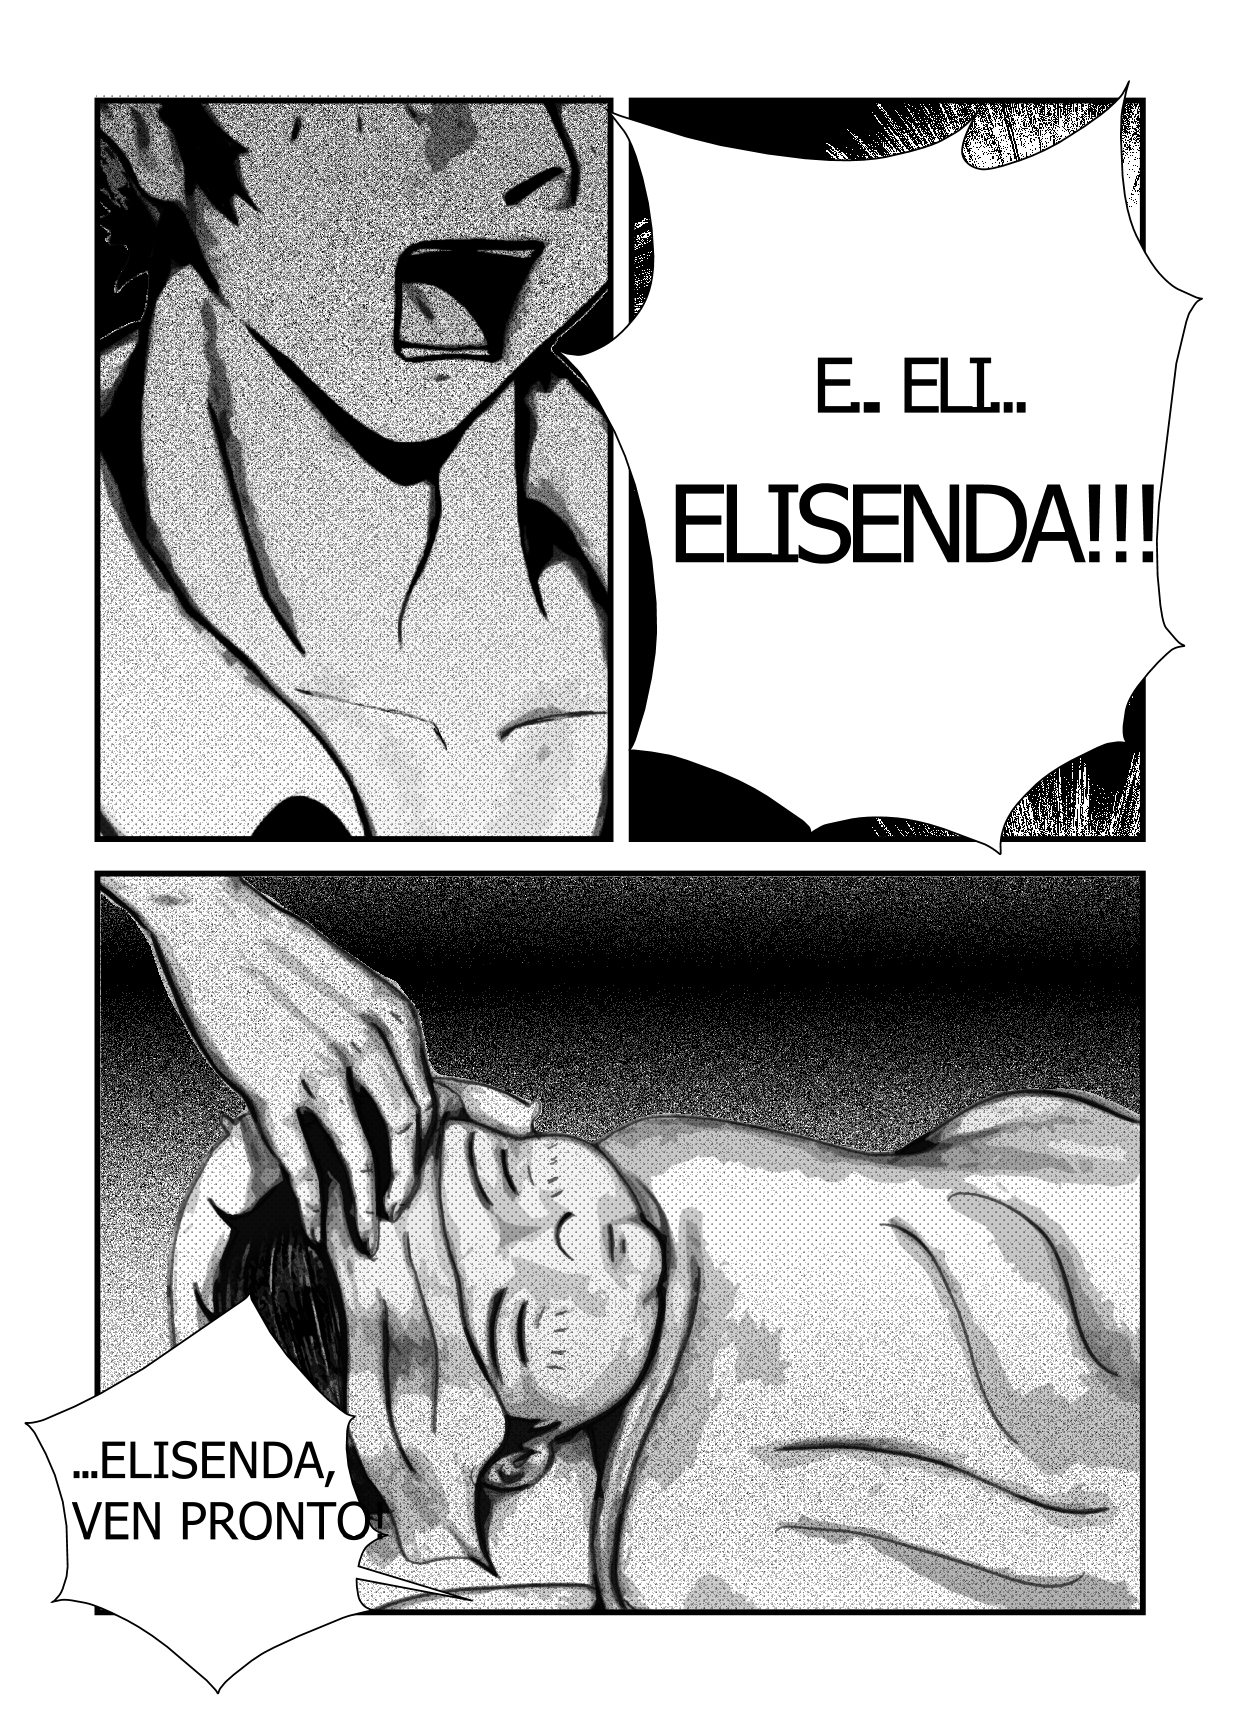 E.. ELI...
ELISENDA!!!
...ELISENDA,
VEN PRONTO!